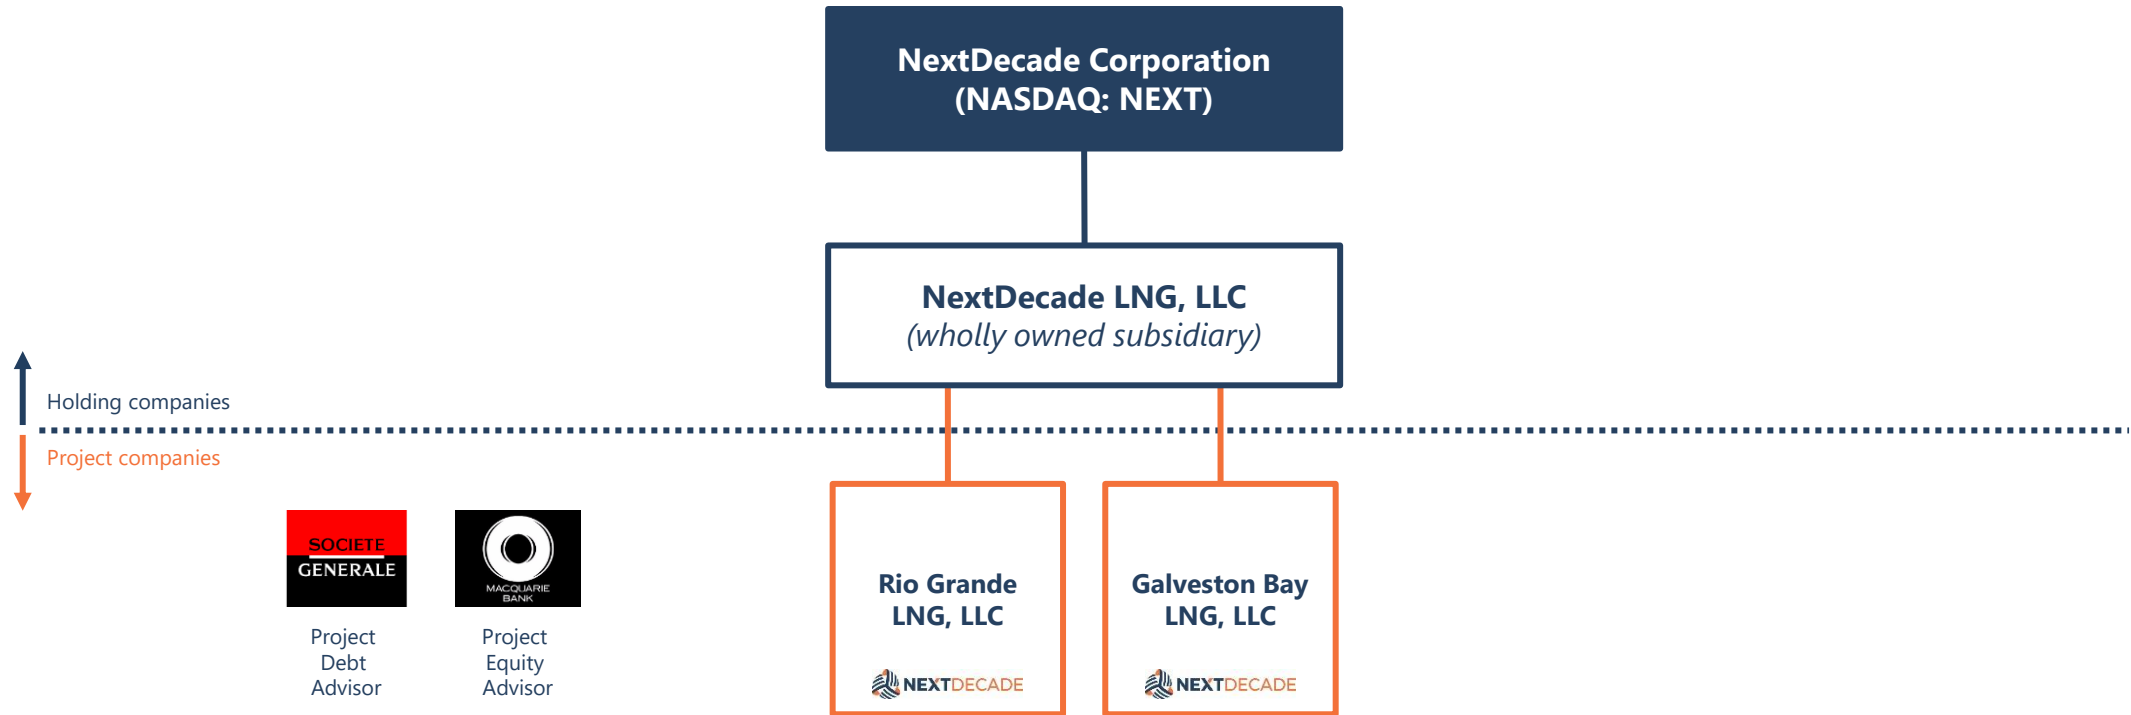 NextDecade Corporation
(NASDAQ: NEXT)
NextDecade LNG, LLC
(wholly owned subsidiary)
Holding companies
Project companies
SOCIETE
GENERALE
MACQUARIE
BANK
Project
Debt
Advisor
Project
Equity
Advisor
Rio Grande
LNG, LLC
NEXTDECADE
Galveston Bay
LNG, LLC
NEXTDECADE